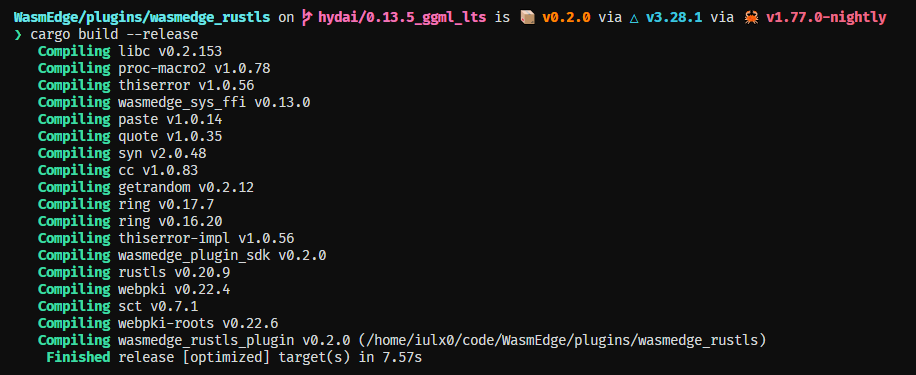 WasmEdge/plugins/wasmedge_rustls on hydai/0.13.5_ggml_lts is 📦 v0.2.0 via △ v3.28.1 via 🦀 v1.77.0-nightly
❯ cargo build --release
Compiling libc v0.2.153
Compiling proc-macro2 v1.0.78
Compiling thiserror v1.0.56
Compiling wasmedge_sys_ffi v0.13.0
Compiling paste v1.0.14
Compiling quote v1.0.35
Compiling syn v2.0.48
Compiling cc v1.0.83
Compiling getrandom v0.2.12
Compiling ring v0.17.7
Compiling ring v0.16.20
Compiling thiserror-impl v1.0.56
Compiling wasmedge_plugin_sdk v0.2.0
Compiling rustls v0.20.9
Compiling webpki v0.22.4
Compiling sct v0.7.1
Compiling webpki-roots v0.22.6
Compiling wasmedge_rustls_plugin v0.2.0 (/home/iulx0/code/WasmEdge/plugins/wasmedge_rustls)
Finished release [optimized] target(s) in 7.57s